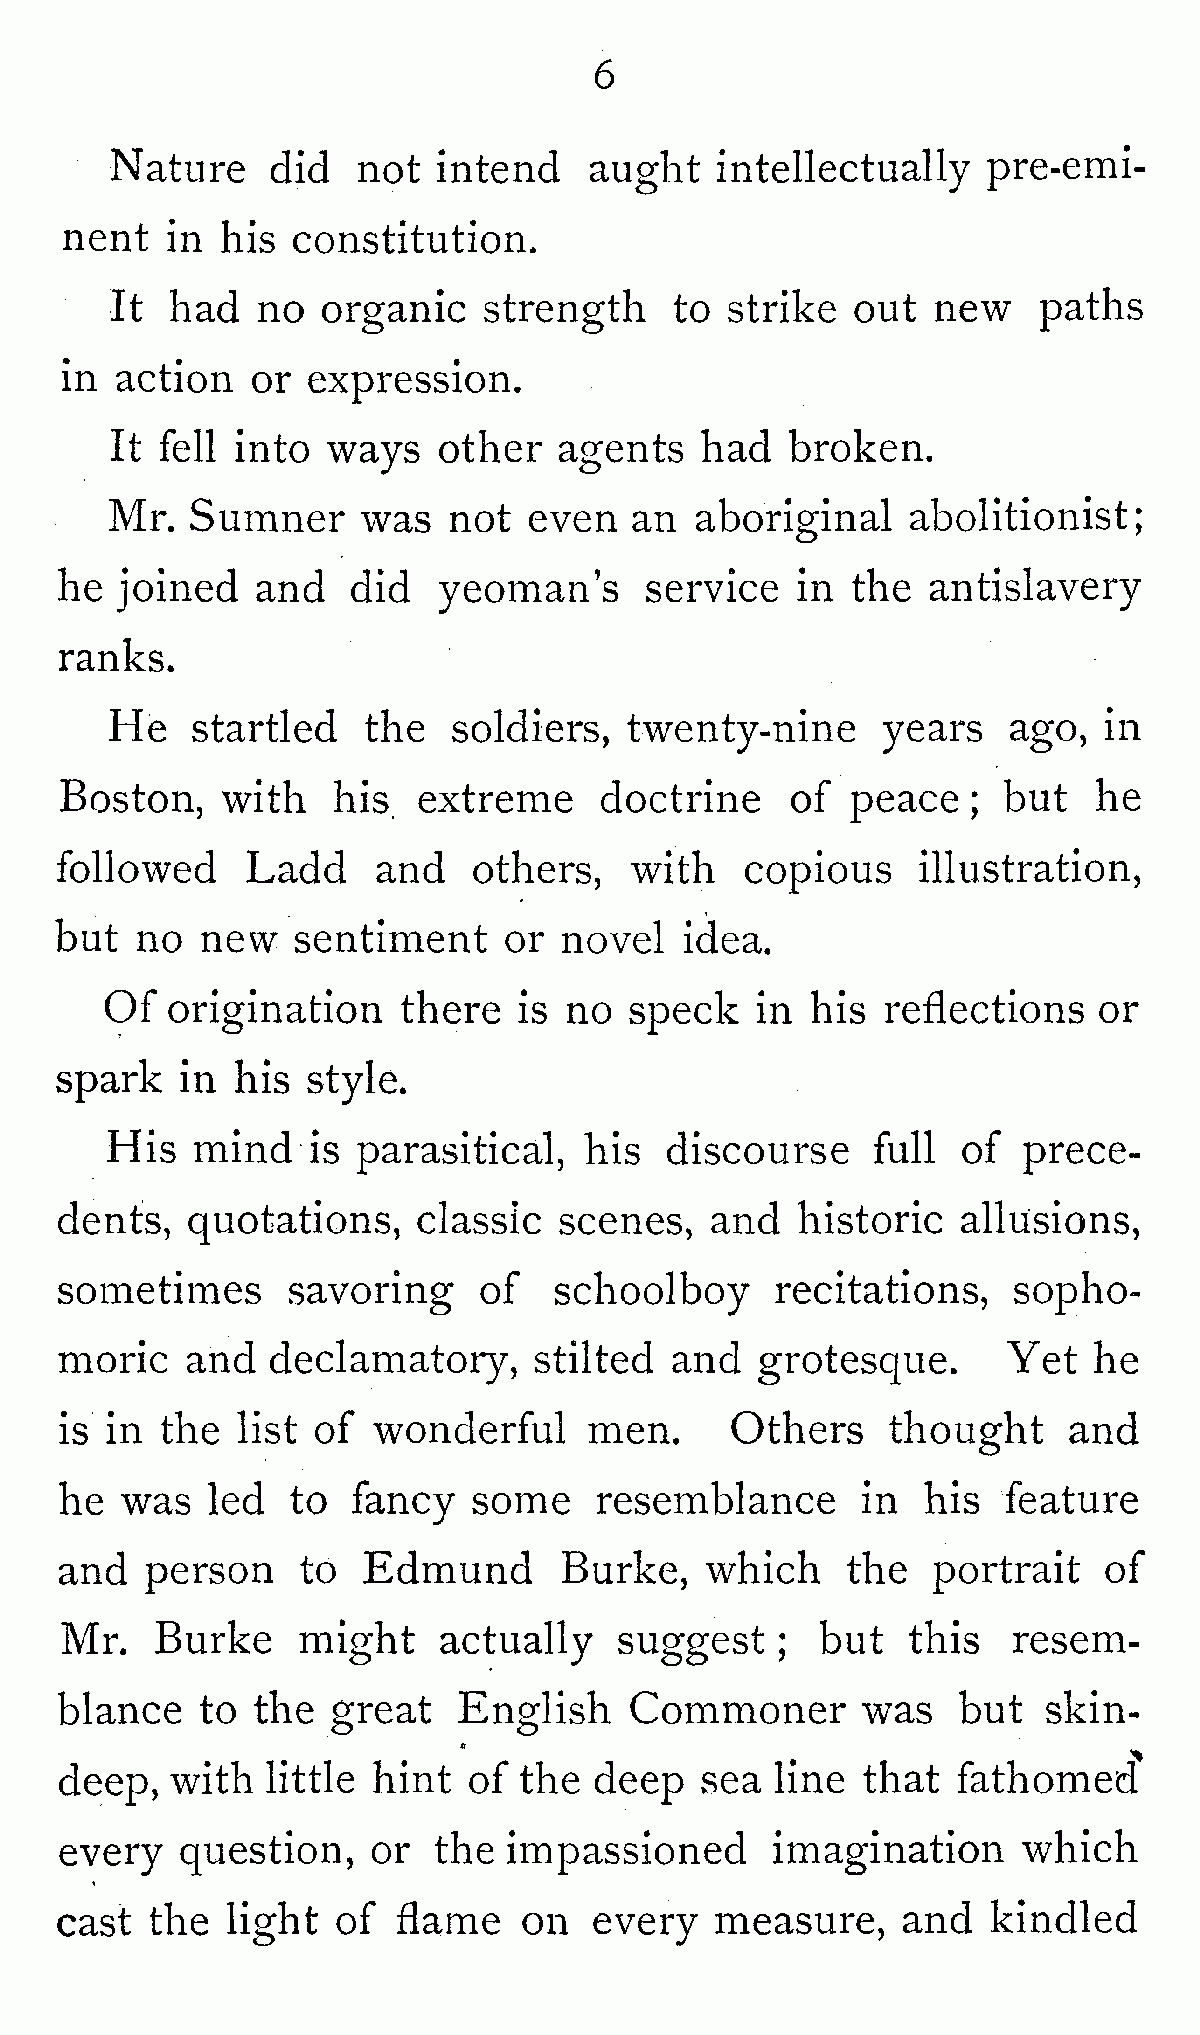 6
Nature did not intend aught intellectually pre-emi-
nent in his constitution.
It had no organic strength to strike out new paths
in action or expression.
It fell into ways other agents had broken.
Mr. Sumner was not even an aboriginal abolitionist;
he joined and did yeoman's service in the antislavery
ranks.
He startled the soldiers, twenty-nine years ago, in
Boston, with his extreme doctrine of peace; but he
followed Ladd and others, with copious illustration,
but no new sentiment or novel idea.
Of origination there is no speck in his reflections or
spark in his style.
His mind is parasitical, his discourse full of prece-
dents, quotations, classic scenes, and historic allusions,
sometimes savoring of schoolboy recitations, sopho-
moric and declamatory, stilted and grotesque. Yet he
is in the list of wonderful men. Others thought and
he was led to fancy some resemblance in his feature
and person to Edmund Burke, which the portrait of
Mr. Burke might actually suggest; but this resem-
blance to the great English Commoner was but skin-
deep, with little hint of the deep sea line that fathomed
every question, or the impassioned imagination which
cast the light of flame on every measure, and kindled